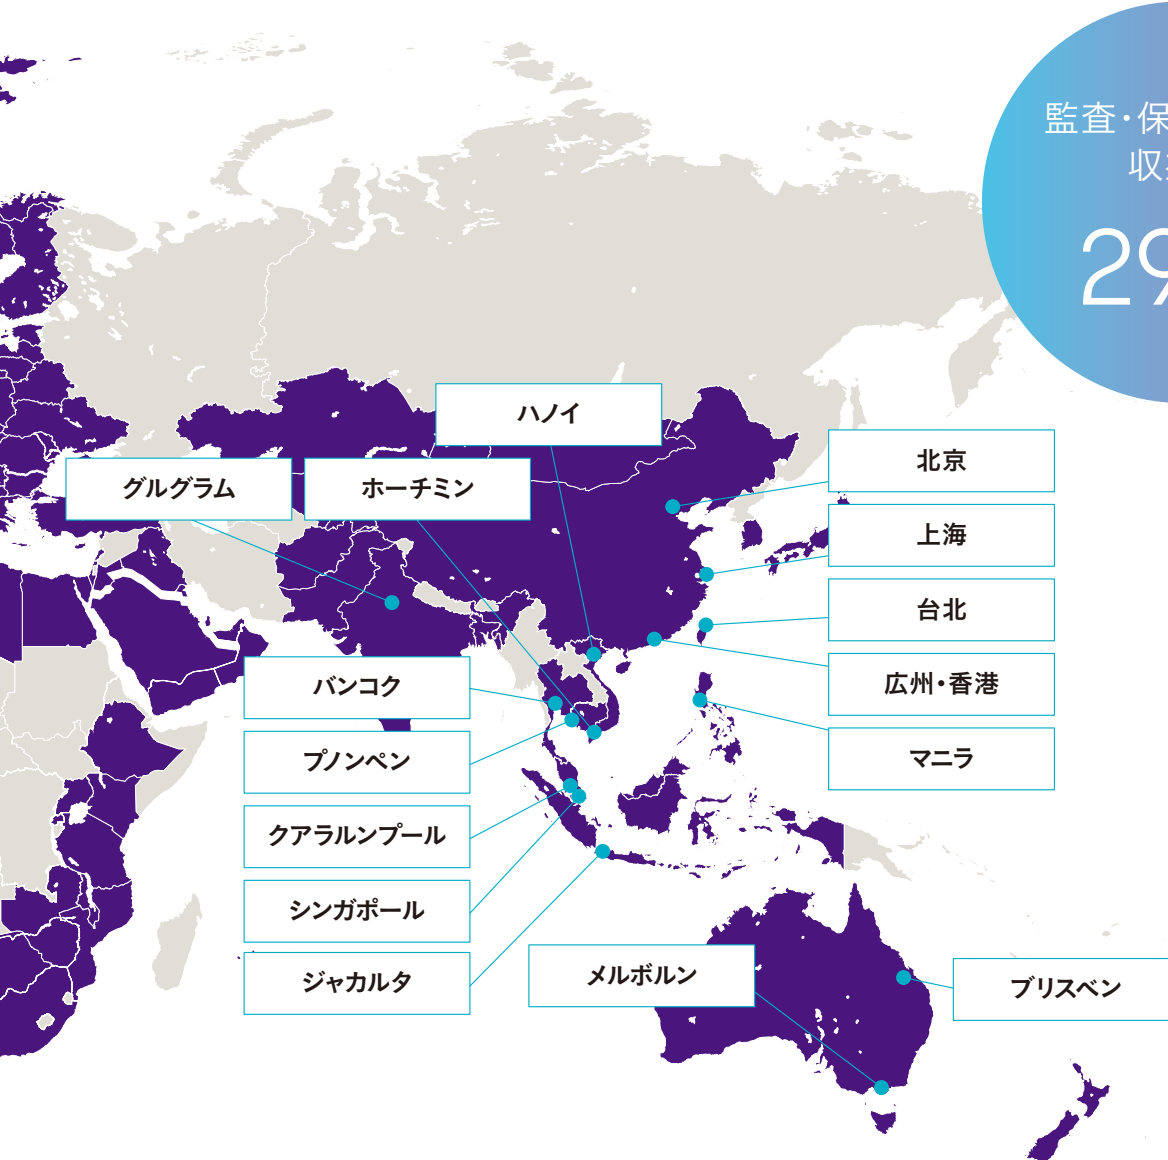 監査・保
収
29
ハノイ
グルグラム
ホーチミン
北京
上海
台北
広州・香港
マニラ
バンコク
プノンペン
クアラルンプール
シンガポール
ジャカルタ
メルボルン
ブリスベン